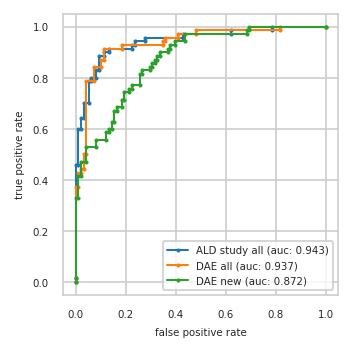 1.0
0.8
0.6
0.4
0.2
0.0
true positive rate
ALD study all (auc: 0.943)
DAE all (auc: 0.937)
DAE new (auc: 0.872)
0.0 0.2 0.4 0.6 0.8 1.0
false positive rate